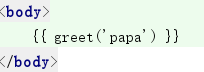 <body>
{{ greet('papa') }}
</body>